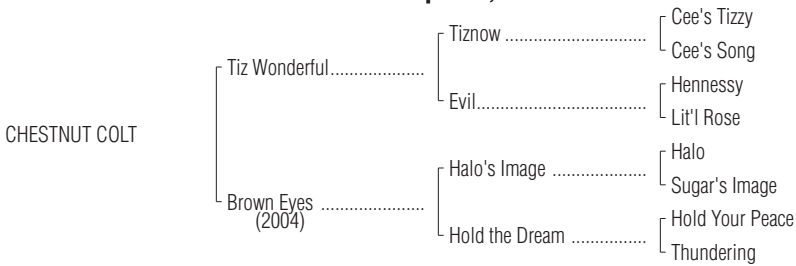 Cee's Tizzy
Tiznow ................................
Cee's Song
Tiz Wonderful.....................
Hennessy
Evil......................................
Lit'l Rose
CHESTNUT COLT
Halo
Halo's Image .....................
Sugar's Image
Brown Eyes .......................
(2004)
Hold Your Peace
Hold the Dream .................
Thundering